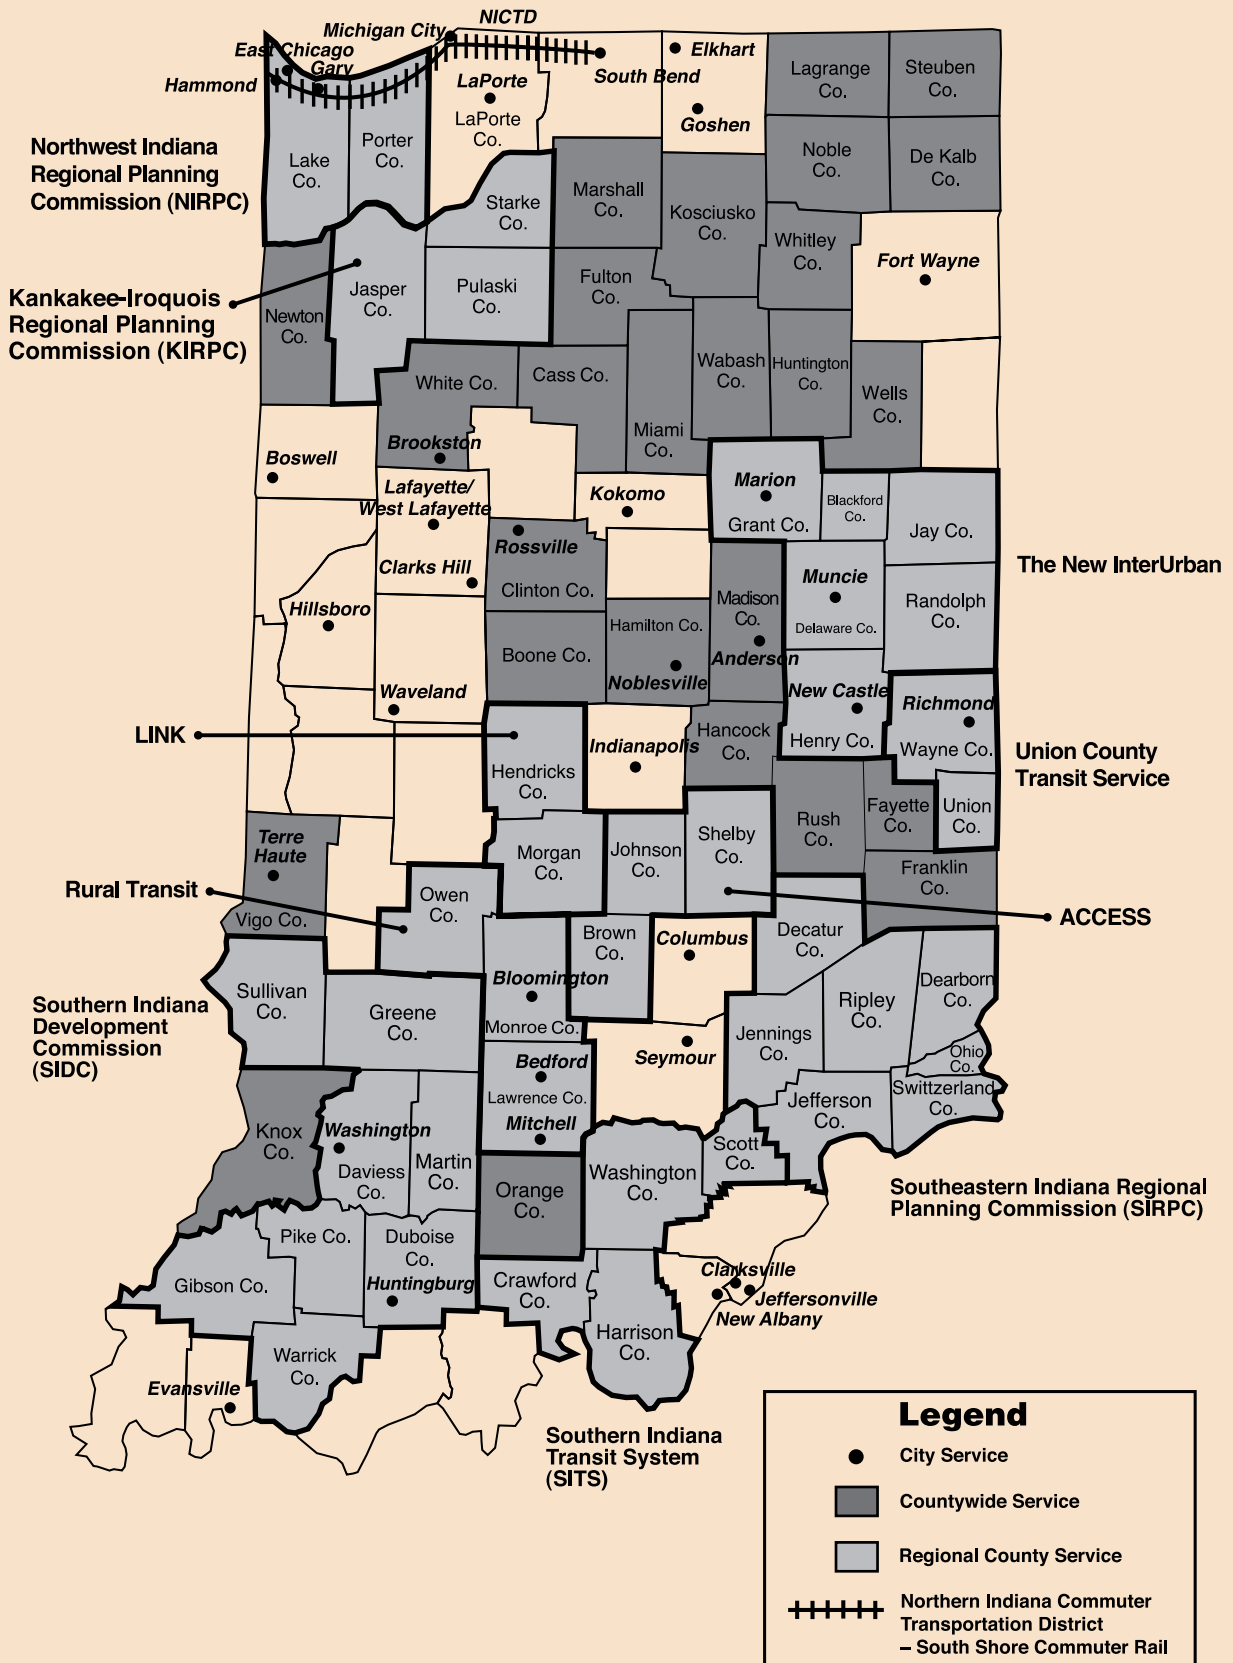 NICTD
Michigan City
East Chicago
Gary
Hammond
South Bend
Elkhart
LaPorte
LaPorte
Co.
Goshen
Lagrange
Co.
Steuben
Co.
Northwest Indiana
Regional Planning
Commission (NIRPC)
Lake
Co.
Porter
Co.
Starke
Co.
Marshall
Co.
Kosciusko
Co.
Noble
Co.
De Kalb
Co.
Whitley
Co.
Fort Wayne
Kankakee-Iroquois
Regional Planning
Commission (KIRPC)
Newton
Co.
Jasper
Co.
Pulaski
Co.
Fulton
Co.
White Co.
Cass Co.
Miami
Co.
Wabash
Co.
Huntington
Co.
Wells
Co.
Brookston
Boswell
Lafayette/
West Lafayette
Kokomo
Marion
Grant Co.
Blackford
Co.
Jay Co.
Rossville
Clinton Co.
Clarks Hill
The New InterUrban
Hillsboro
Muncie
Delaware Co.
Randolph
Co.
Madison
Co.
Anderson
Hamilton Co.
Noblesville
Boone Co.
Waveland
New Castle
Henry Co.
Richmond
Wayne Co.
LINK
Hendricks
Co.
Indianapolis
Hancock
Co.
Union County
Transit Service
Rush
Co.
Fayette
Co.
Union
Co.
Terre
Haute
Vigo Co.
Morgan
Co.
Johnson
Co.
Shelby
Co.
Franklin
Co.
Rural Transit
Owen
Co.
ACCESS
Brown
Co.
Columbus
Decatur
Co.
Southern Indiana
Development
Commission
(SIDC)
Sullivan
Co.
Greene
Co.
Bloomington
Monroe Co.
Dearborn
Co.
Ripley
Co.
Jennings
Co.
Ohio
Co.
Seymour
Bedford
Lawrence Co.
Mitchell
Switzerland
Co.
Jefferson
Co.
Knox
Co.
Washington
Daviess
Co.
Martin
Co.
Orange
Co.
Washington
Co.
Scott
Co.
Southeastern Indiana Regional
Planning Commission (SIRPC)
Pike Co.
Duboise
Co.
Huntingburg
Gibson Co.
Crawford
Co.
Harrison
Co.
Clarksville
Jeffersonville
New Albany
Warrick
Co.
Evansville
Southern Indiana
Transit System
(SITS)
Legend
City Service
Countywide Service
Regional County Service
Northern Indiana Commuter
Transportation District
– South Shore Commuter Rail